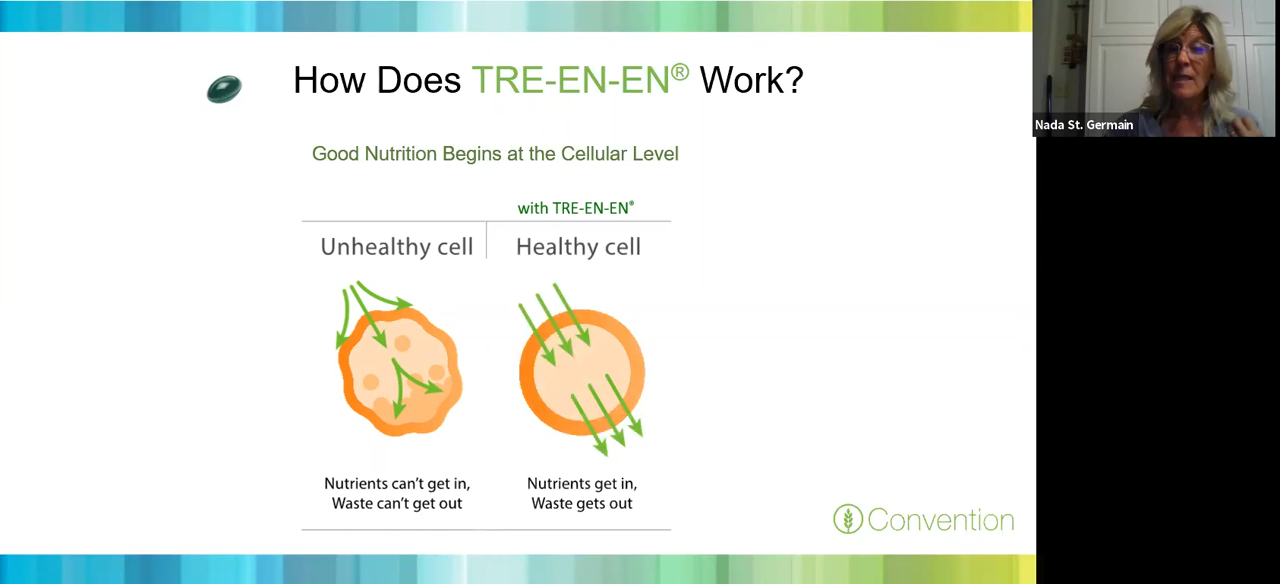 How Does TRE-EN-EN® Work?
Nada St. Germain
Good Nutrition Begins at the Cellular Level
with TRE-EN-EN®
Unhealthy cell
Healthy cell
Nutrients can't get in,
Waste can't get out
Nutrients get in,
Waste gets out
Convention